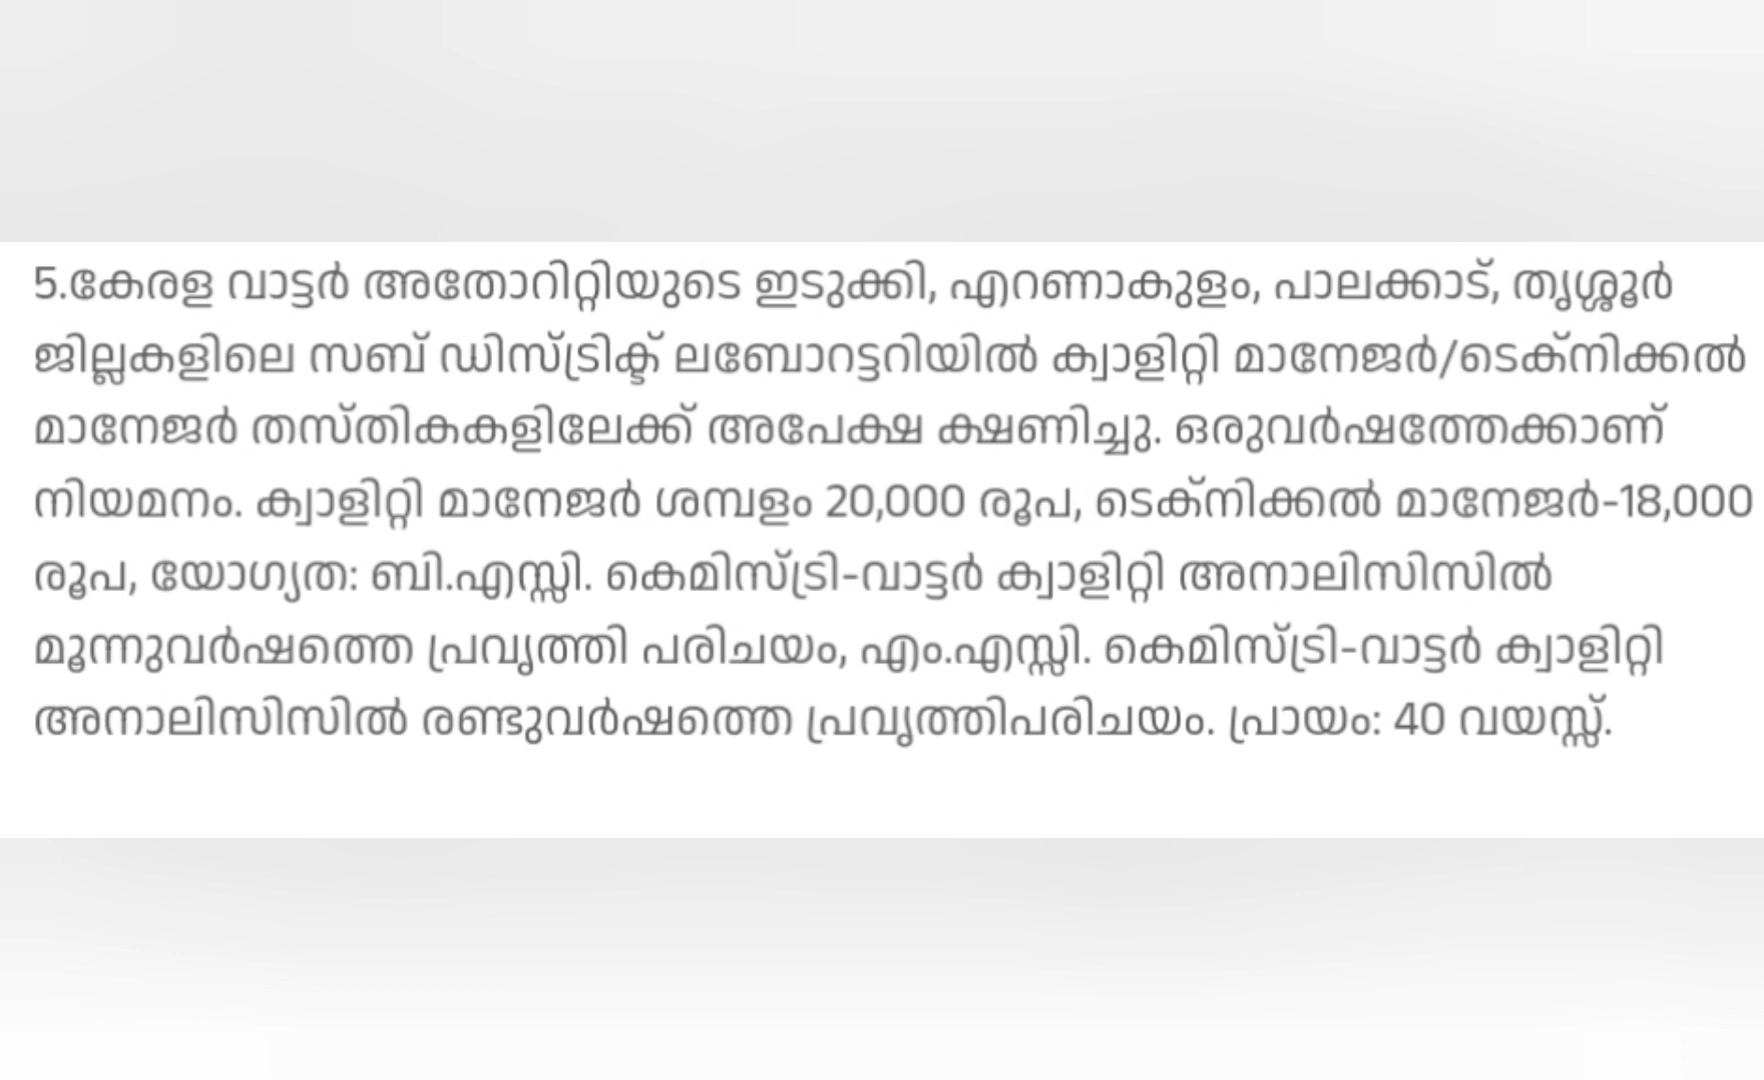 5.കേരള വാട്ടർ അതോറിറ്റിയുടെ ഇടുക്കി, എറണാകുളം, പാലക്കാട്, തൃശ്ശൂർ
ജില്ലകളിലെ സബ് ഡിസ്ട്രിക്ട് ലബോറട്ടറിയിൽ ക്വാളിറ്റി മാനേജർ/ടെക്നിക്കൽ
മാനേജർ തസ്തികകളിലേക്ക് അപേക്ഷ ക്ഷണിച്ചു. ഒരുവർഷത്തേക്കാണ്
നിയമനം. ക്വാളിറ്റി മാനേജർ ശമ്പളം 20,000 രൂപ, ടെക്നിക്കൽ മാനേജർ-18,000
രൂപ, യോഗ്യത: ബി.എസ്സി. കെമിസ്ട്രി-വാട്ടർ ക്വാളിറ്റി അനാലിസിസിൽ
മൂന്നുവർഷത്തെ പ്രവൃത്തി പരിചയം, എം.എസ്സി. കെമിസ്ട്രി-വാട്ടർ ക്വാളിറ്റി
അനാലിസിസിൽ രണ്ടുവർഷത്തെ പ്രവൃത്തിപരിചയം. പ്രായം: 40 വയസ്സ്.